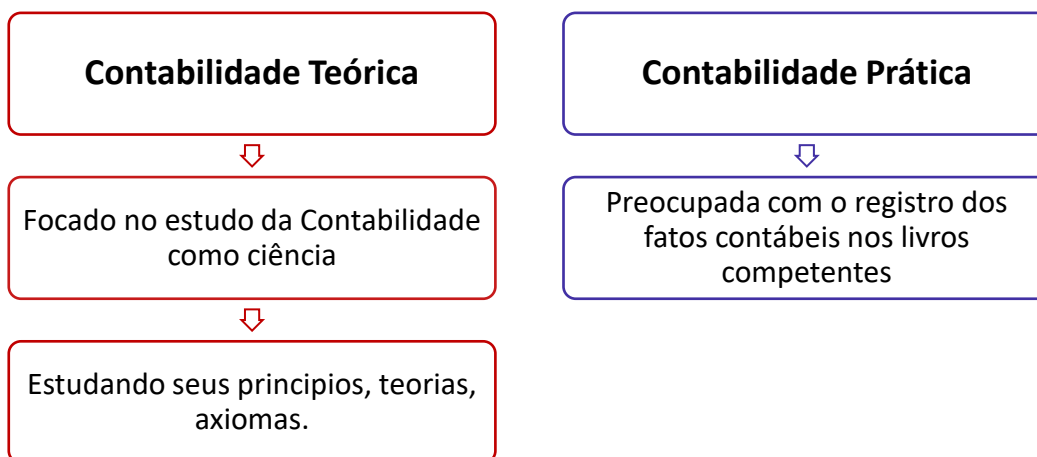 Contabilidade Teórica
Focado no estudo da Contabilidade
como ciência
Estudando seus principios, teorias,
axiomas.
Contabilidade Prática
Preocupada com o registro dos
fatos contábeis nos livros
competentes